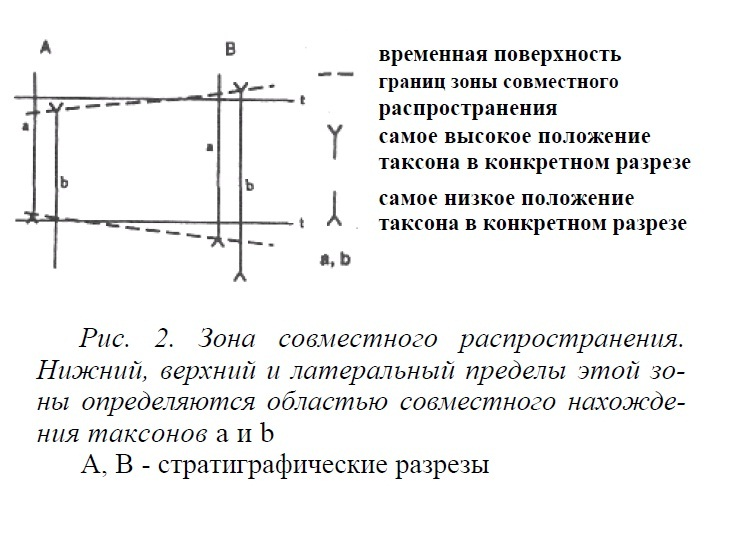 A
B
временная поверхность
границ зоны совместного
распространения
t
a
a
b
b
самое высокое положение
таксона в конкретном разрезе
самое низкое положение
таксона в конкретном разрезе
t
a, b
Рис. 2. Зона совместного распространения.
Нижний, верхний и латеральный пределы этой зо-
ны определяются областью совместного нахожде-
ния таксонов a и b
А, В - стратиграфические разрезы